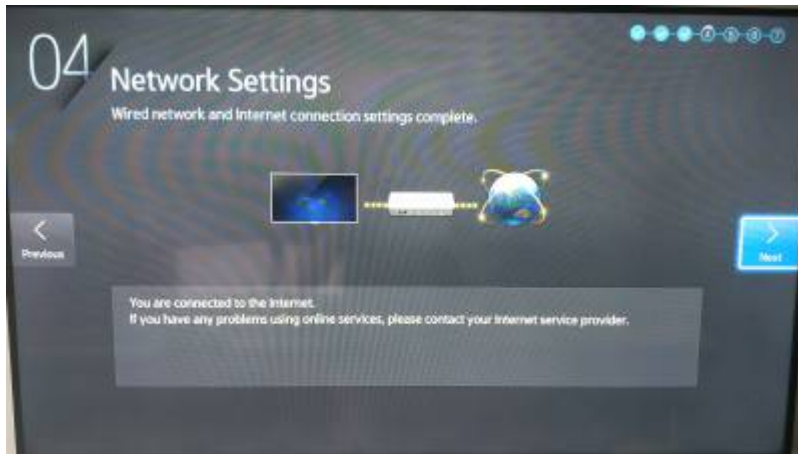 04
Network Settings
Wired network and Internet connection settings complete.
Previous
Next
You are connected to the Internet.
If you have any problems using online services, please contact your Internet service provider.